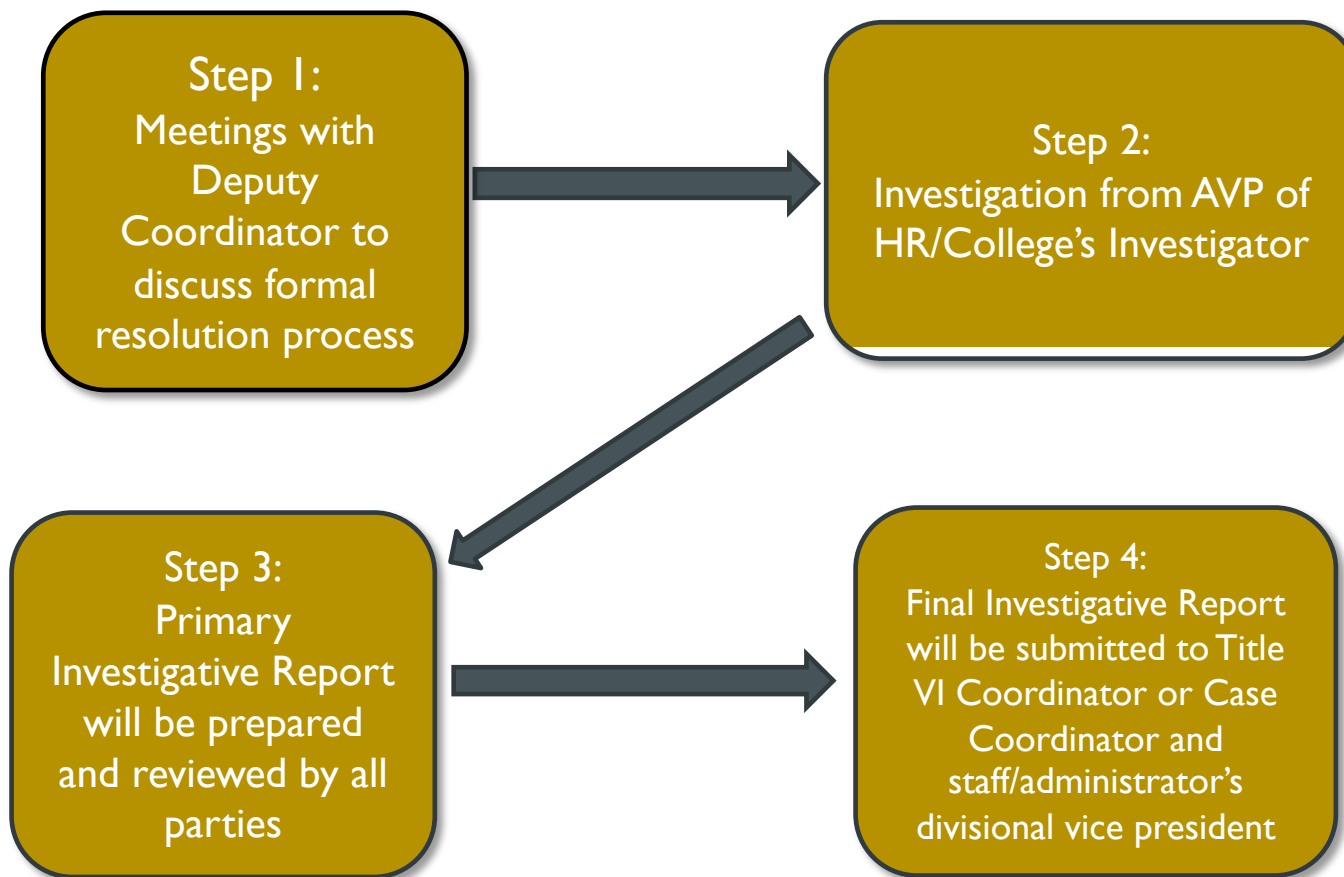 Step 1:
Meetings with
Deputy
Coordinator to
discuss formal
resolution process
Step 2:
Investigation from AVP of
HR/College’s Investigator
Step 3:
Primary
Investigative Report
will be prepared
and reviewed by all
parties
Step 4:
Final Investigative Report
will be submitted to Title
VI Coordinator or Case
Coordinator and
staff/administrator’s
divisional vice president